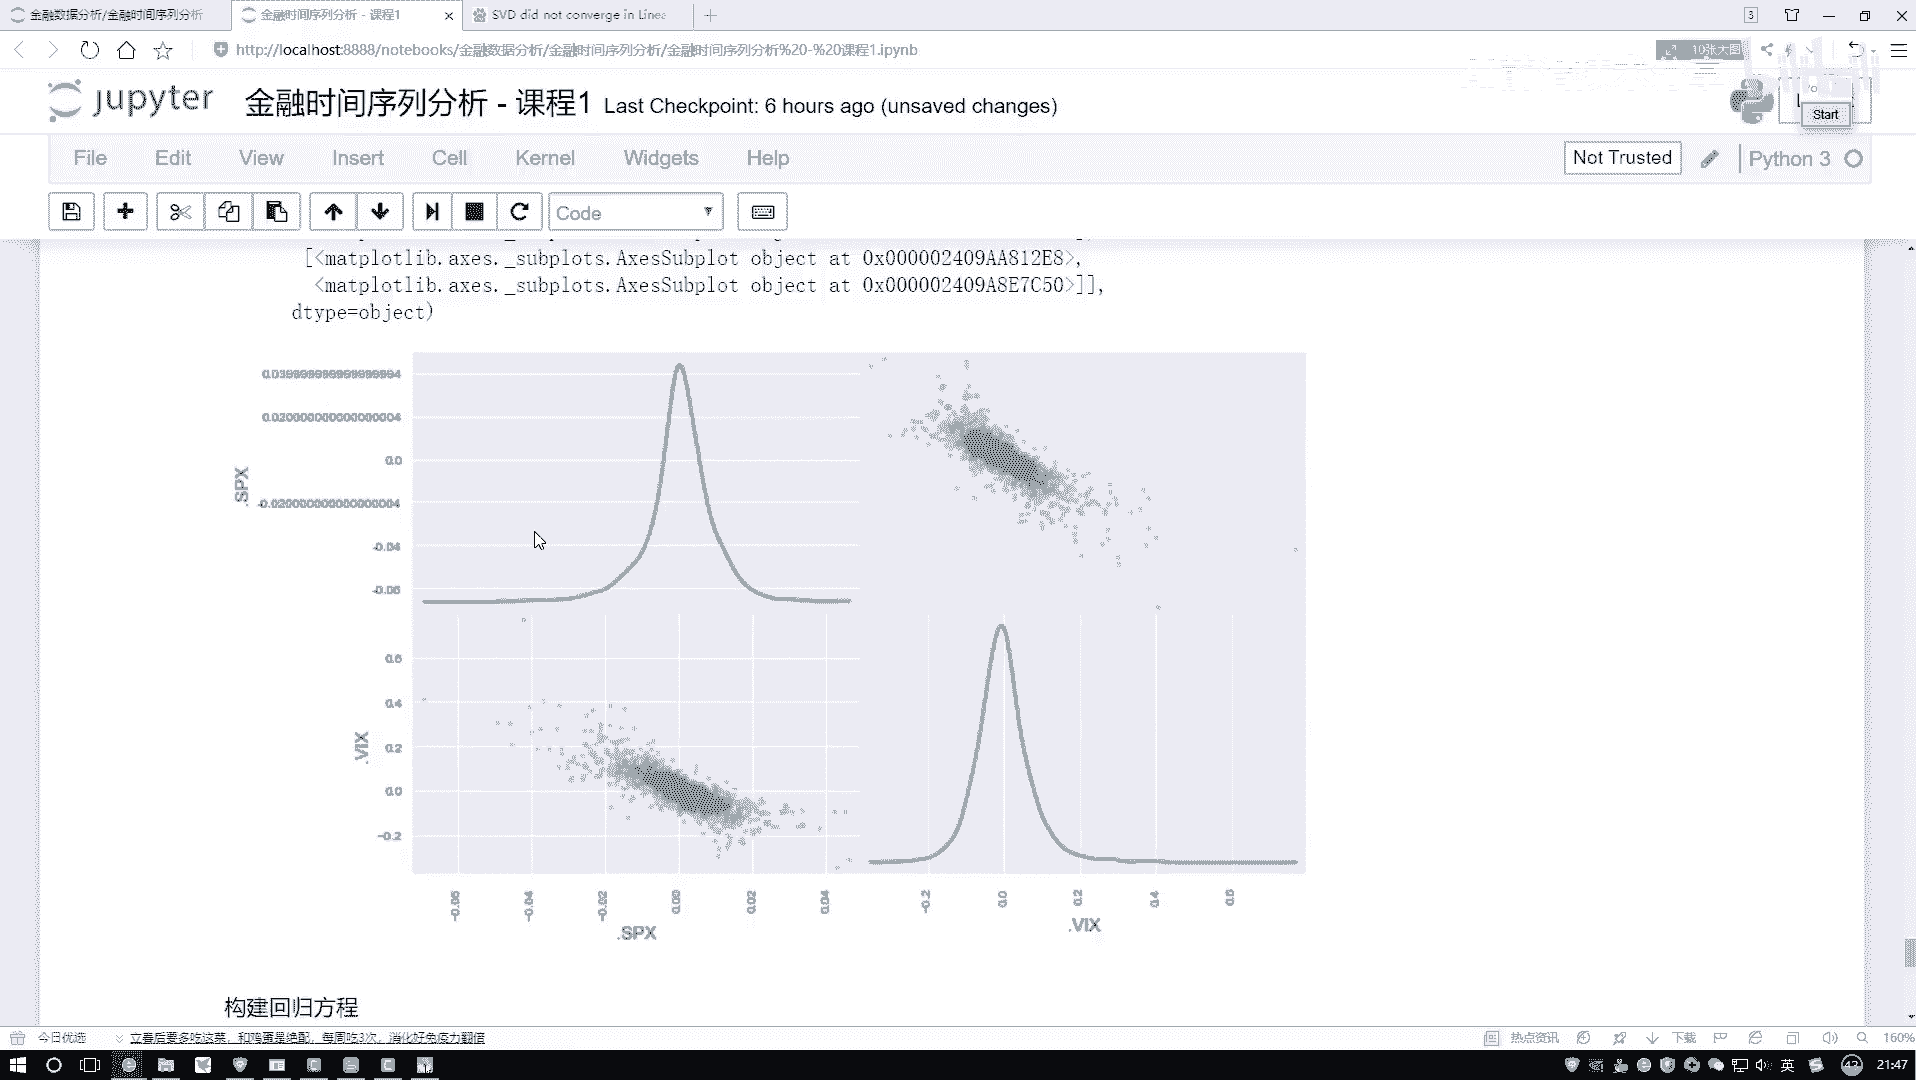 金融数据分析/金融时间序列分析
金融时间序列分析 - 课程1
SVD did not converge in Linea
3
http://localhost:8888/notebooks/金融数据分析/金融时间序列分析/金融时间序列分析%20-%20课程1.ipynb
10张大图
jupyter 金融时间序列分析 - 课程1 Last Checkpoint: 6 hours ago (unsaved changes)
Start
File Edit View Insert Cell Kernel Widgets Help
Not Trusted
Python 3
Code
[<matplotlib.axes._subplots.AxesSubplot object at 0x000002409AA812E8>,
<matplotlib.axes._subplots.AxesSubplot object at 0x000002409A8E7C50>]],
dtype=object)
0.020000000000000004
0.0
-0.020000000000000004
-0.04
-0.06
.SPX
0.6
0.4
0.2
0.0
-0.2
.VIX
-0.06 -0.04 -0.02 0.00 0.02 0.04
.SPX
-0.2 0.0 0.2 0.4 0.6
.VIX
构建回归方程
今日优选
立春后要多吃这菜，和鸡蛋是绝配，每周吃3次，消化好免疫力翻倍
热点资讯
下载
160%
英
43
21:47